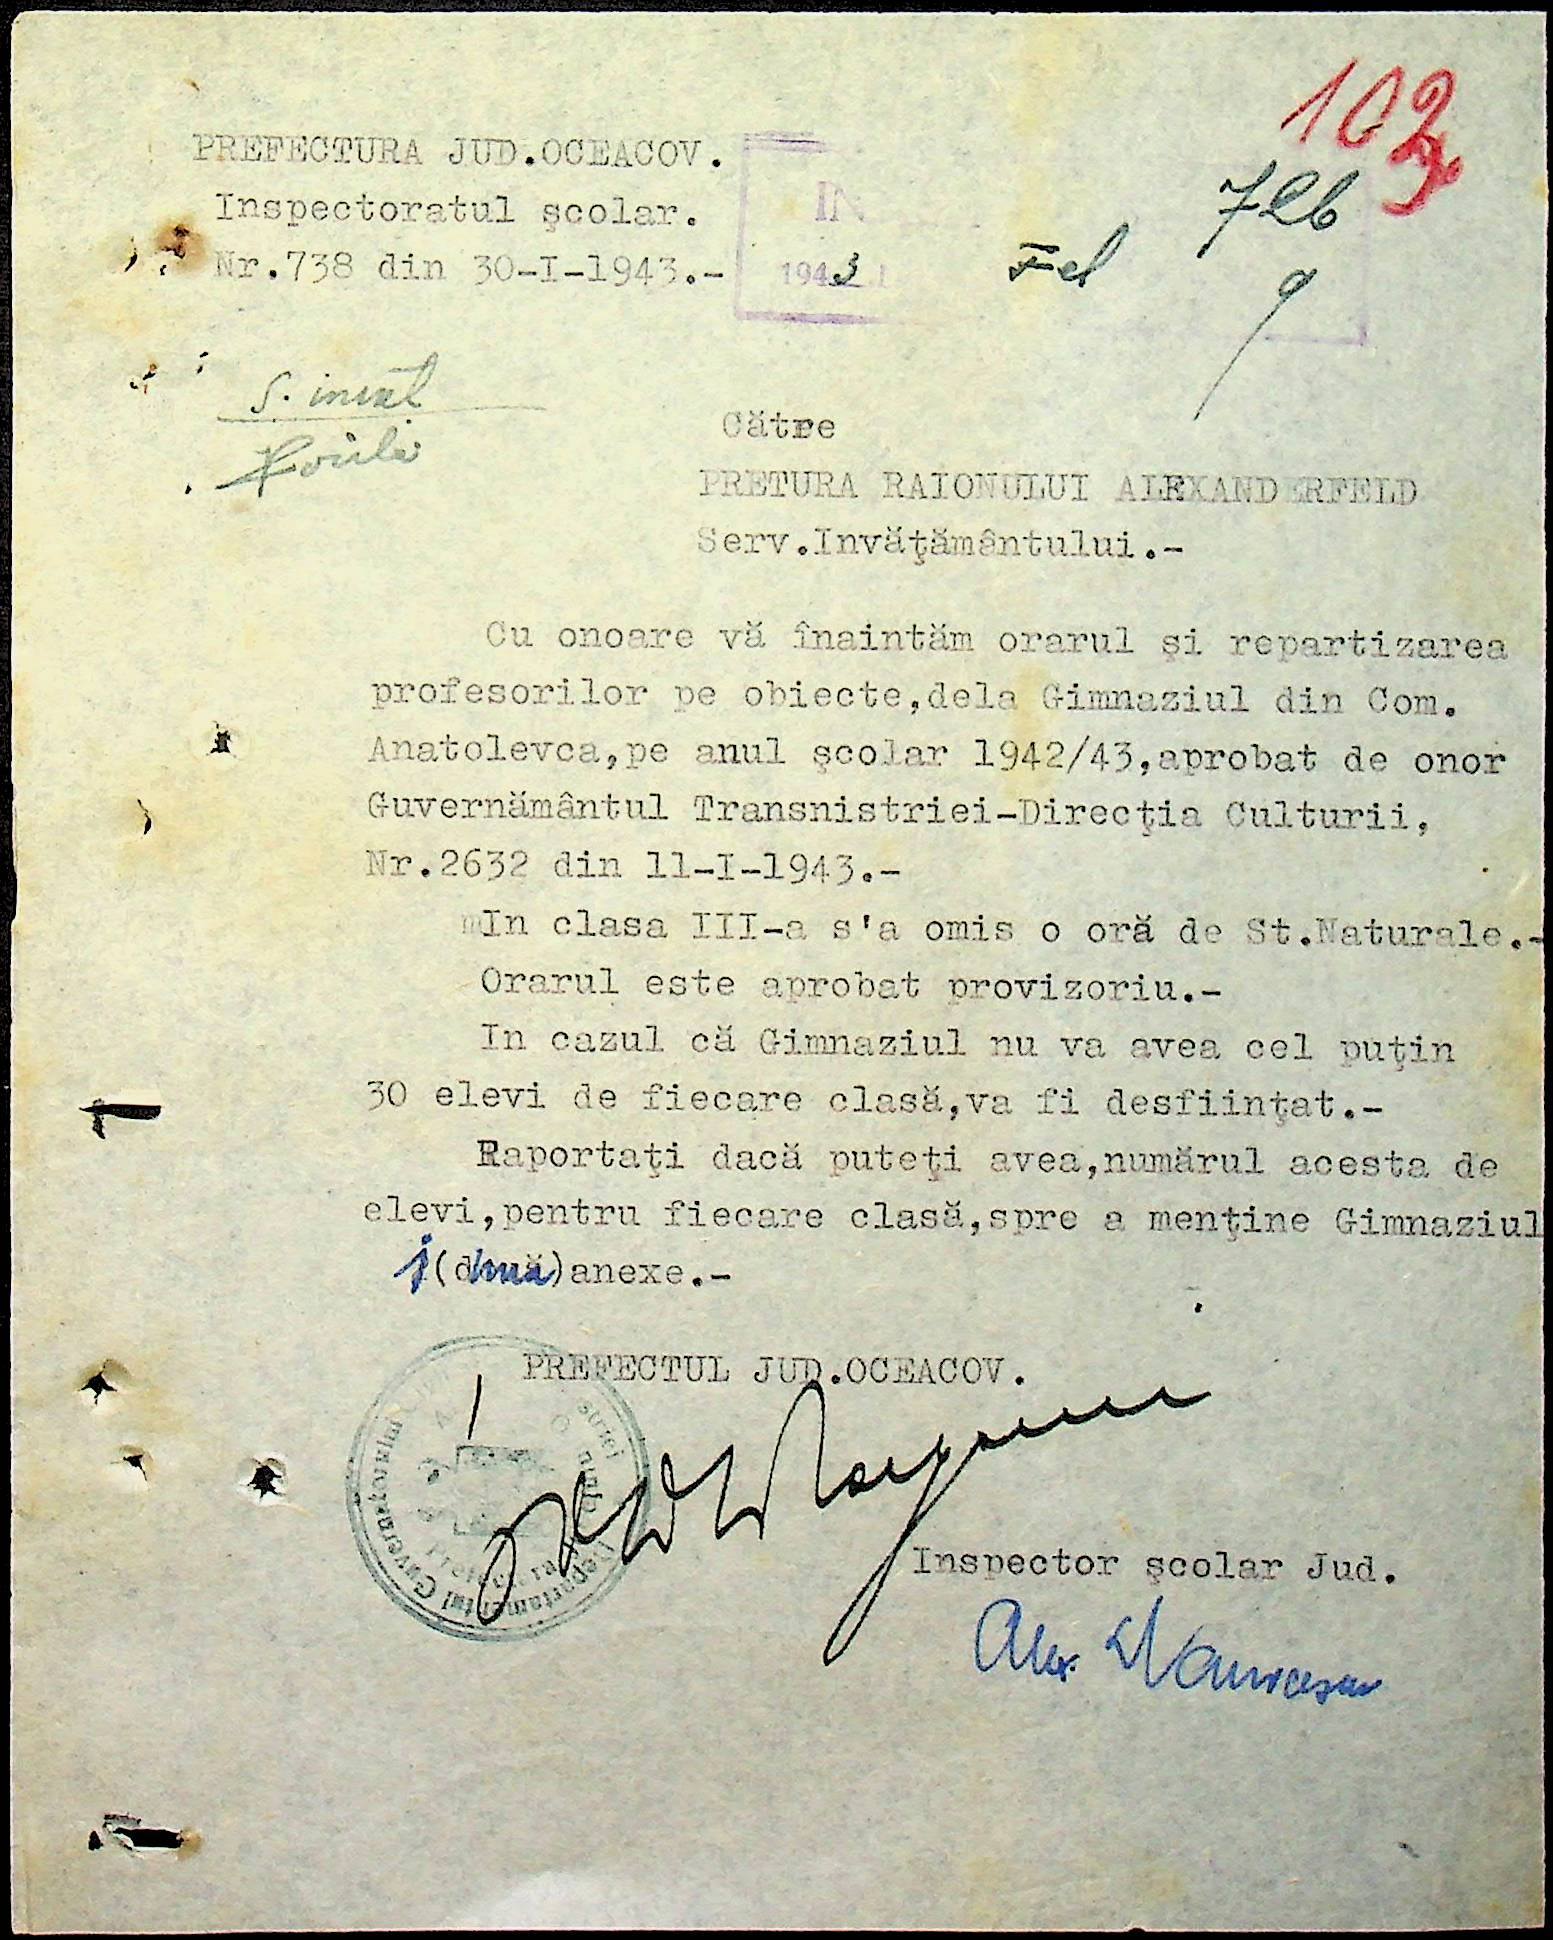 102
PREFECTURA JUD.OCEACOV.
Inspectoratul şcolar.
Nr.738 din 30-I-1943.-
IN
1943
726
9
Către
PRETURA RAIONULUI ALEXANDERFELD
Serv.Invăţământului.-
Cu onoare vă înaintăm orarul şi repartizarea
profesorilor pe obiecte,dela Gimnaziul din Com.
Anatolevca,pe anul şcolar 1942/43,aprobat de onor
Guvernământul Transnistriei-Direcţia Culturii,
Nr.2632 din 11-I-1943.-
In clasa III-a s'a omis o oră de St.Naturale.-
Orarul este aprobat provizoriu.-
In cazul că Gimnaziul nu va avea cel puţin
30 elevi de fiecare clasă,va fi desfiinţat.-
Raportaţi dacă puteţi avea,numărul acesta de
elevi,pentru fiecare clasă,spre a menţine Gimnaziul
anexe.-
PREFECTUL JUD.OCEACOV.
Guvernatorului
Inspector şcolar Jud.
Alex.